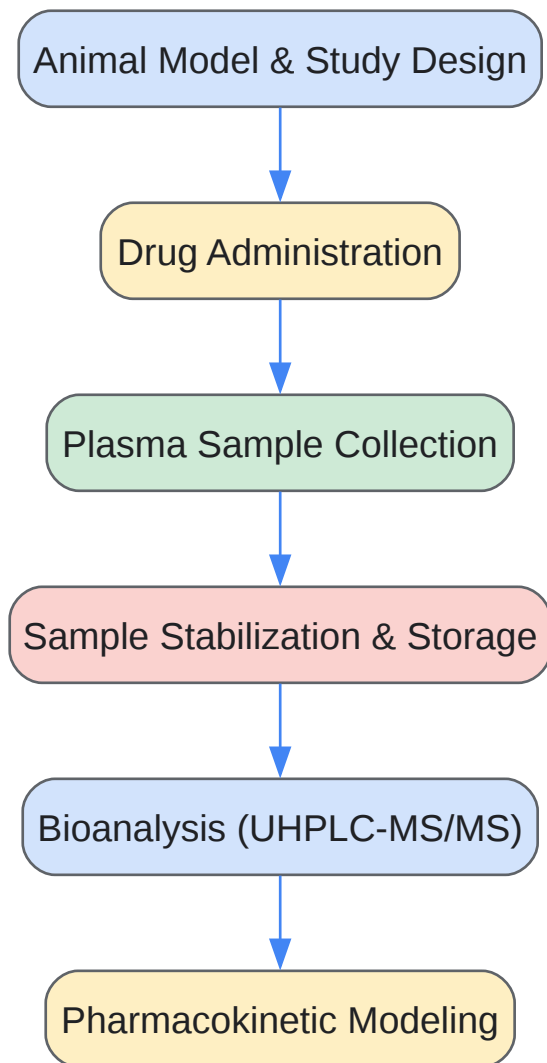 Animal Model & Study Design
Drug Administration
Plasma Sample Collection
Sample Stabilization & Storage
Bioanalysis (UHPLC-MS/MS)
Pharmacokinetic Modeling